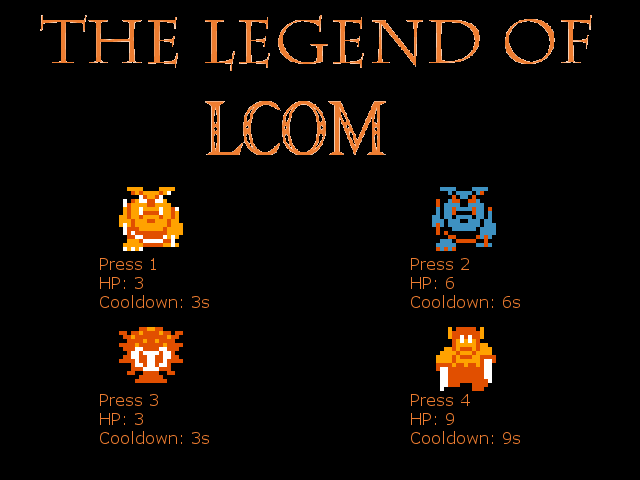 THE LEGEND OF
LCOM
Press 1
HP: 3
Cooldown: 3s
Press 2
HP: 6
Cooldown: 6s
Press 3
HP: 3
Cooldown: 3s
Press 4
HP: 9
Cooldown: 9s